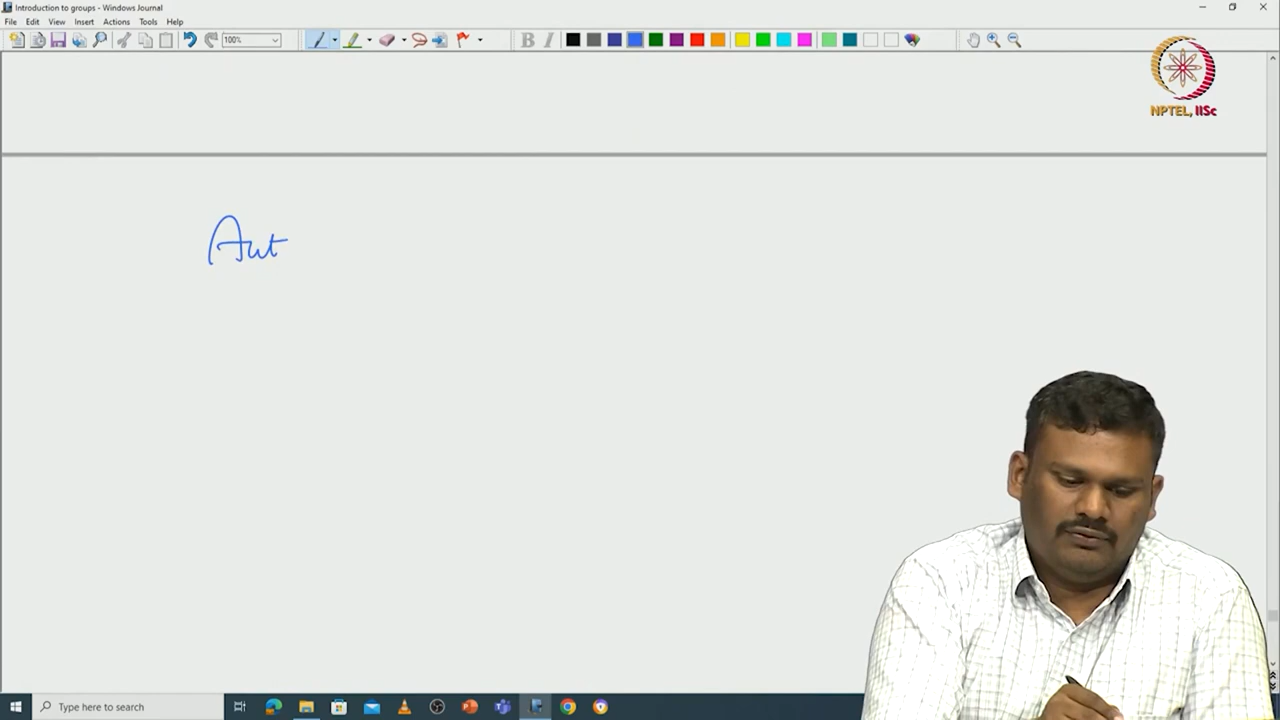 Introduction to groups - Windows Journal
File Edit View Insert Actions Tools Help
100%
B I
NPTEL, IISc
Aut
Type here to search